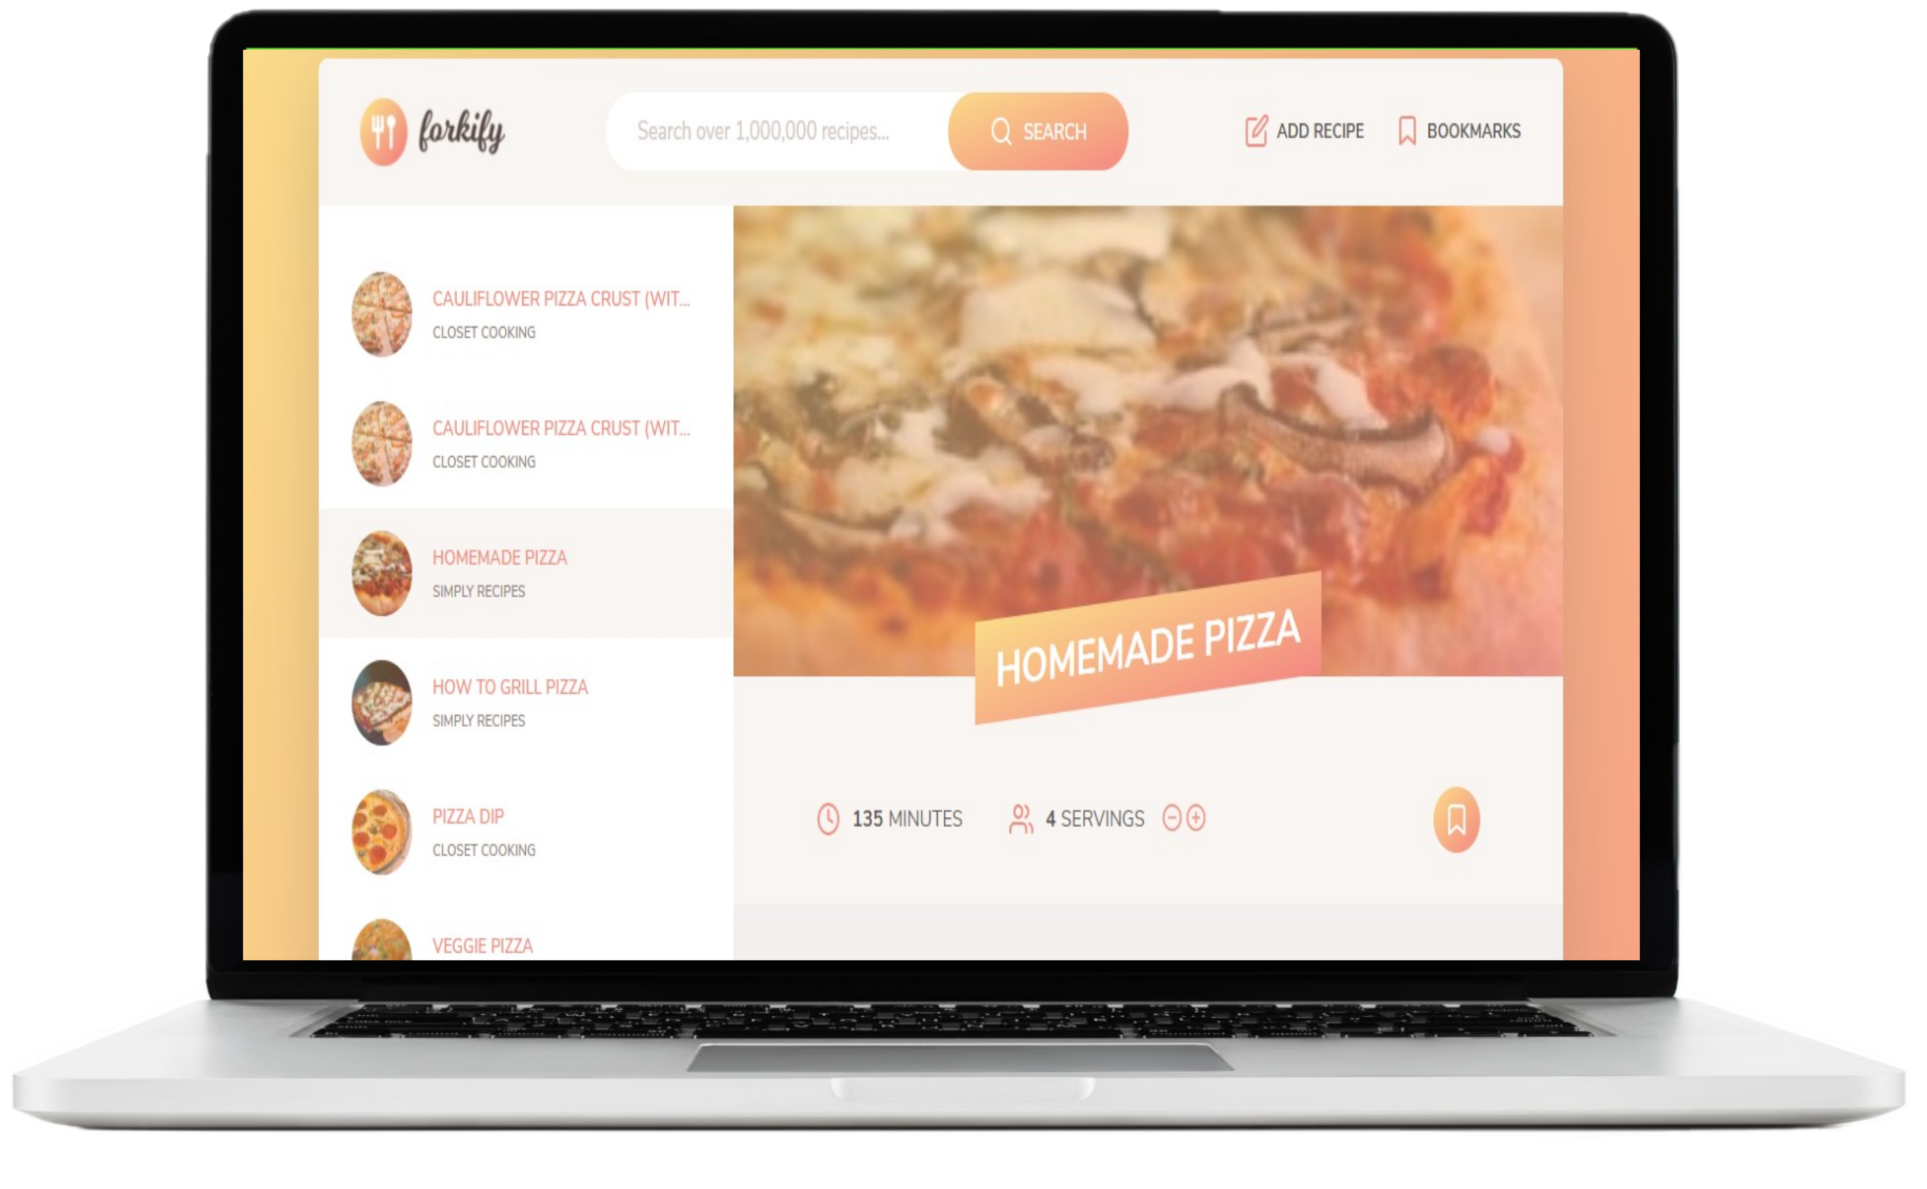 forkify
Search over 1,000,000 recipes...
SEARCH
ADD RECIPE
BOOKMARKS
CAULIFLOWER PIZZA CRUST (WIT...
CLOSET COOKING
CAULIFLOWER PIZZA CRUST (WIT...
CLOSET COOKING
HOMEMADE PIZZA
SIMPLY RECIPES
HOW TO GRILL PIZZA
SIMPLY RECIPES
PIZZA DIP
CLOSET COOKING
VEGGIE PIZZA
HOMEMADE PIZZA
135 MINUTES
4 SERVINGS